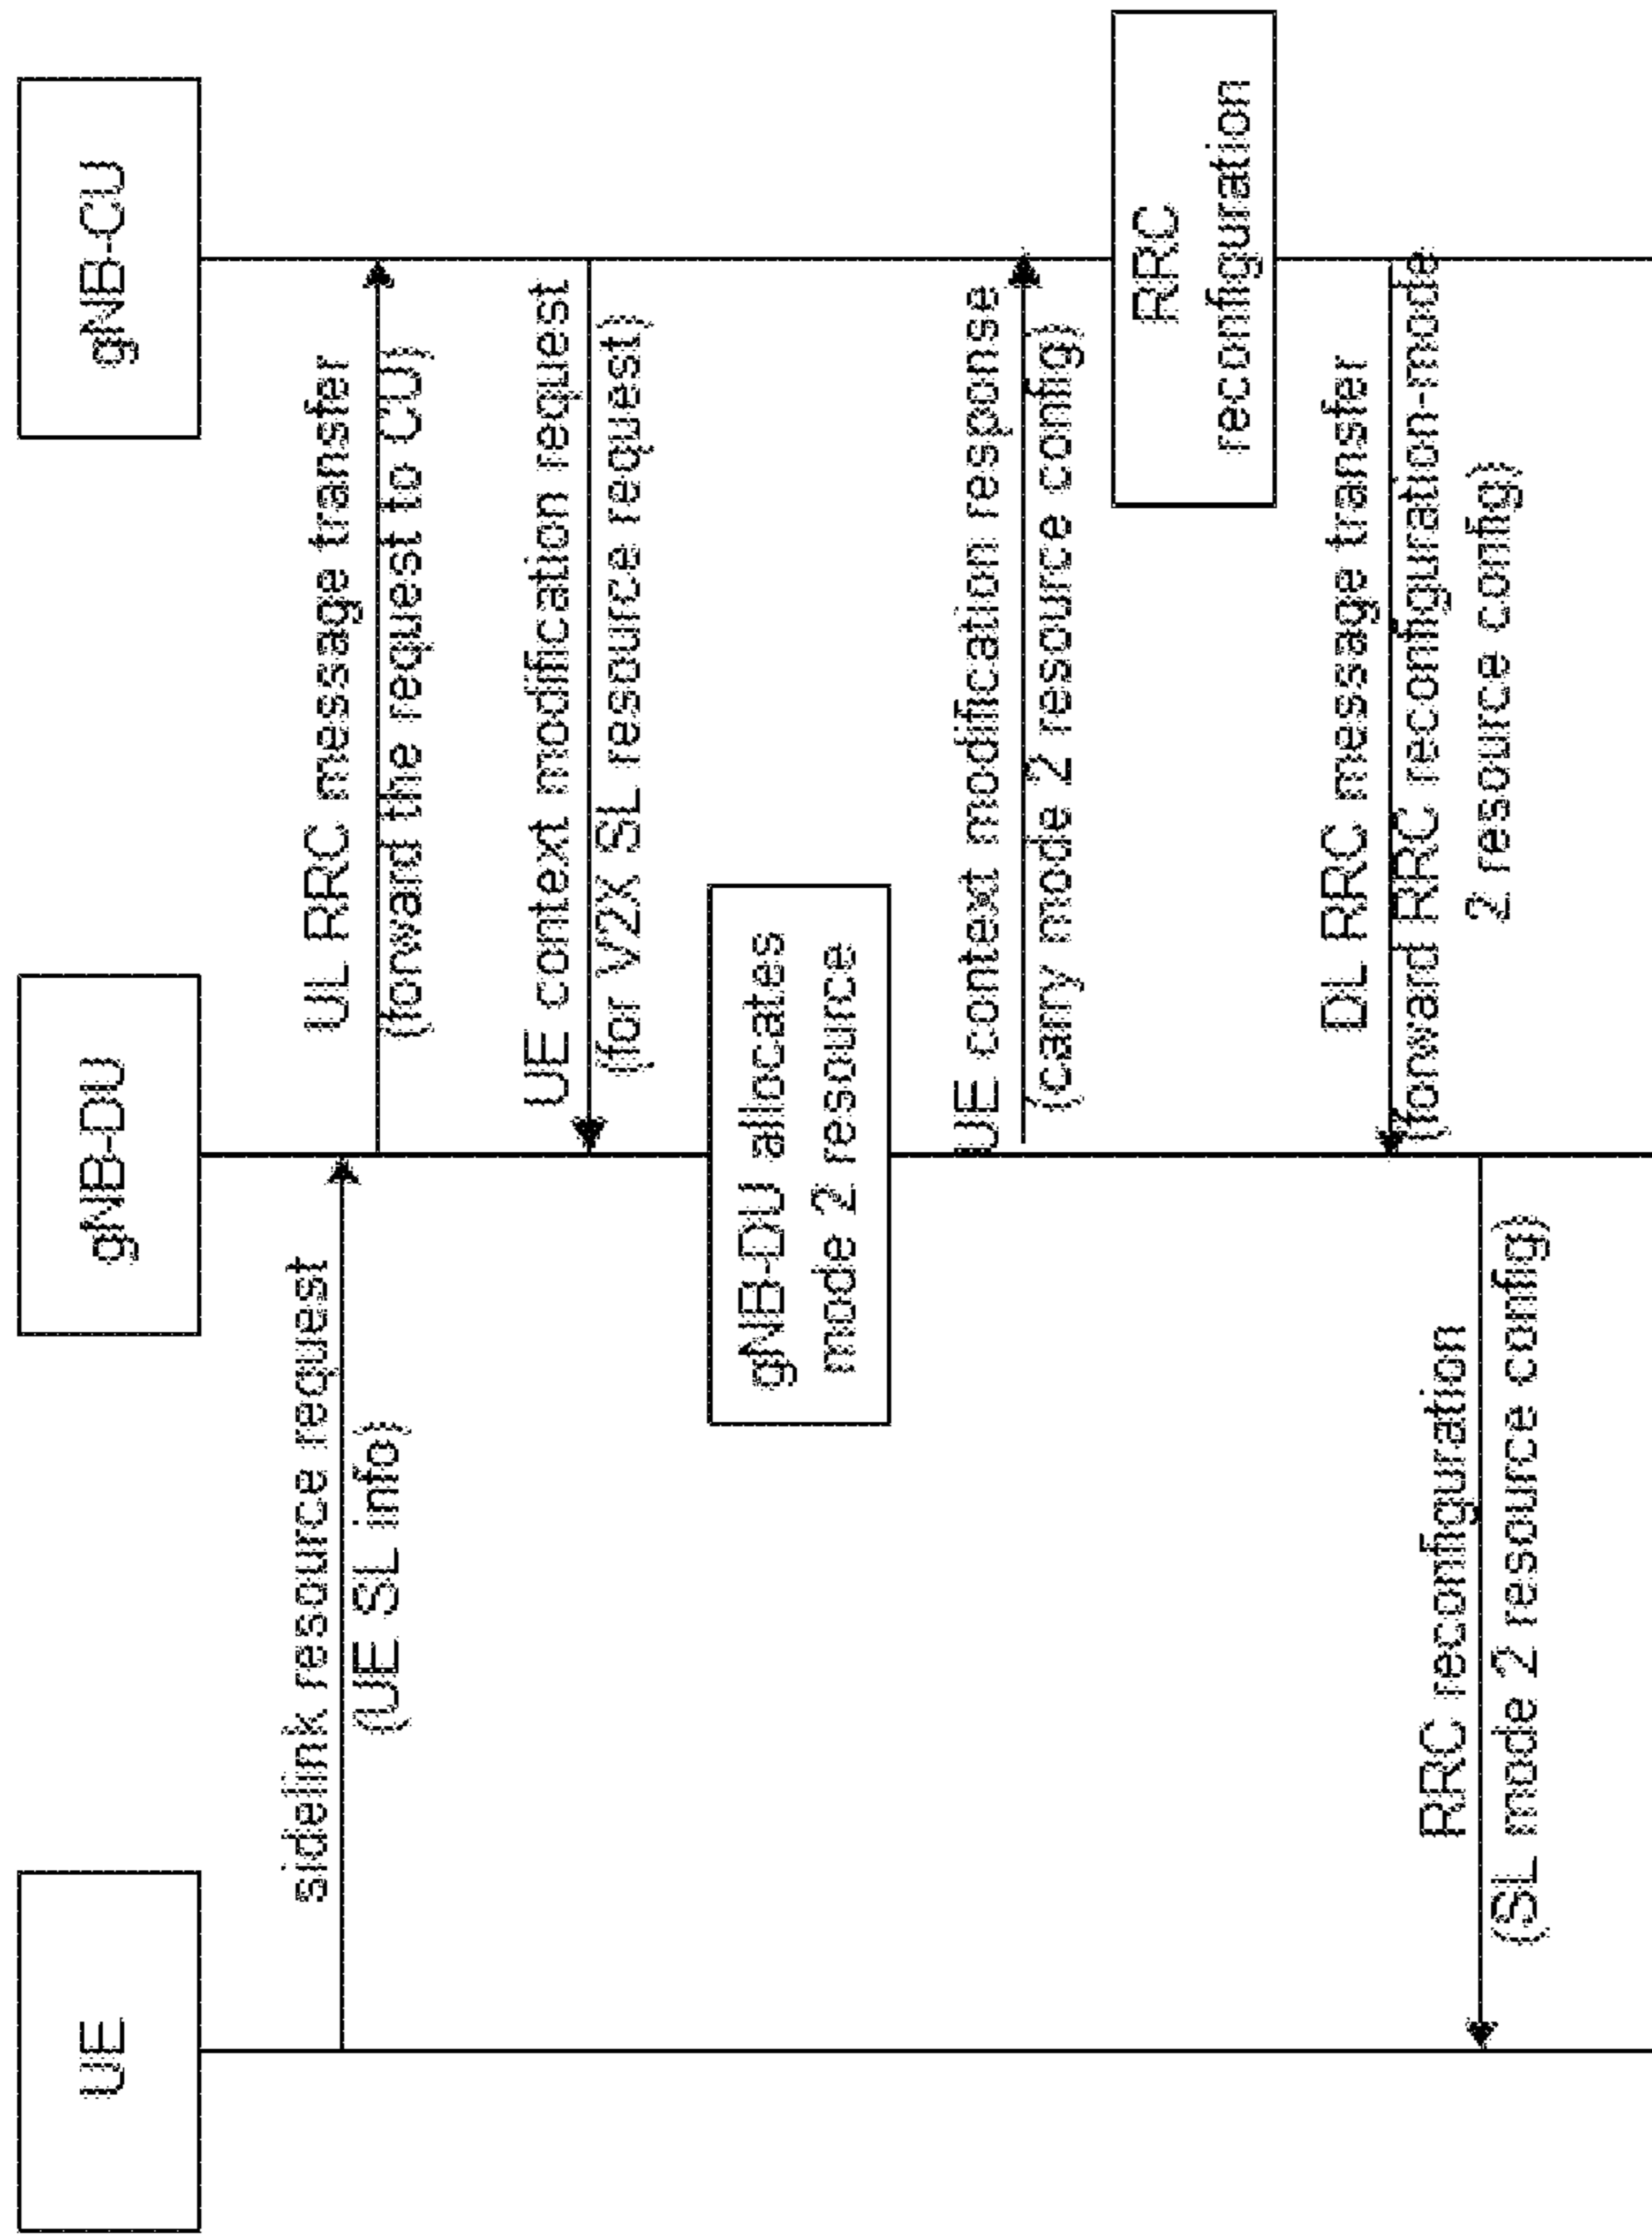 UE
gNB-DU
gNB-CU
sidelink resource request
(UE SL info)
UL RRC message transfer
(forward the request to CU)
UE context modification request
(for V2X SL resource request)
gNB-DU allocates
mode 2 resource
UE context modification response
(carry mode 2 resource config)
RRC
reconfiguration
DL RRC message transfer
(forward RRC reconfiguration-mode
2 resource config)
RRC reconfiguration
(SL mode 2 resource config)